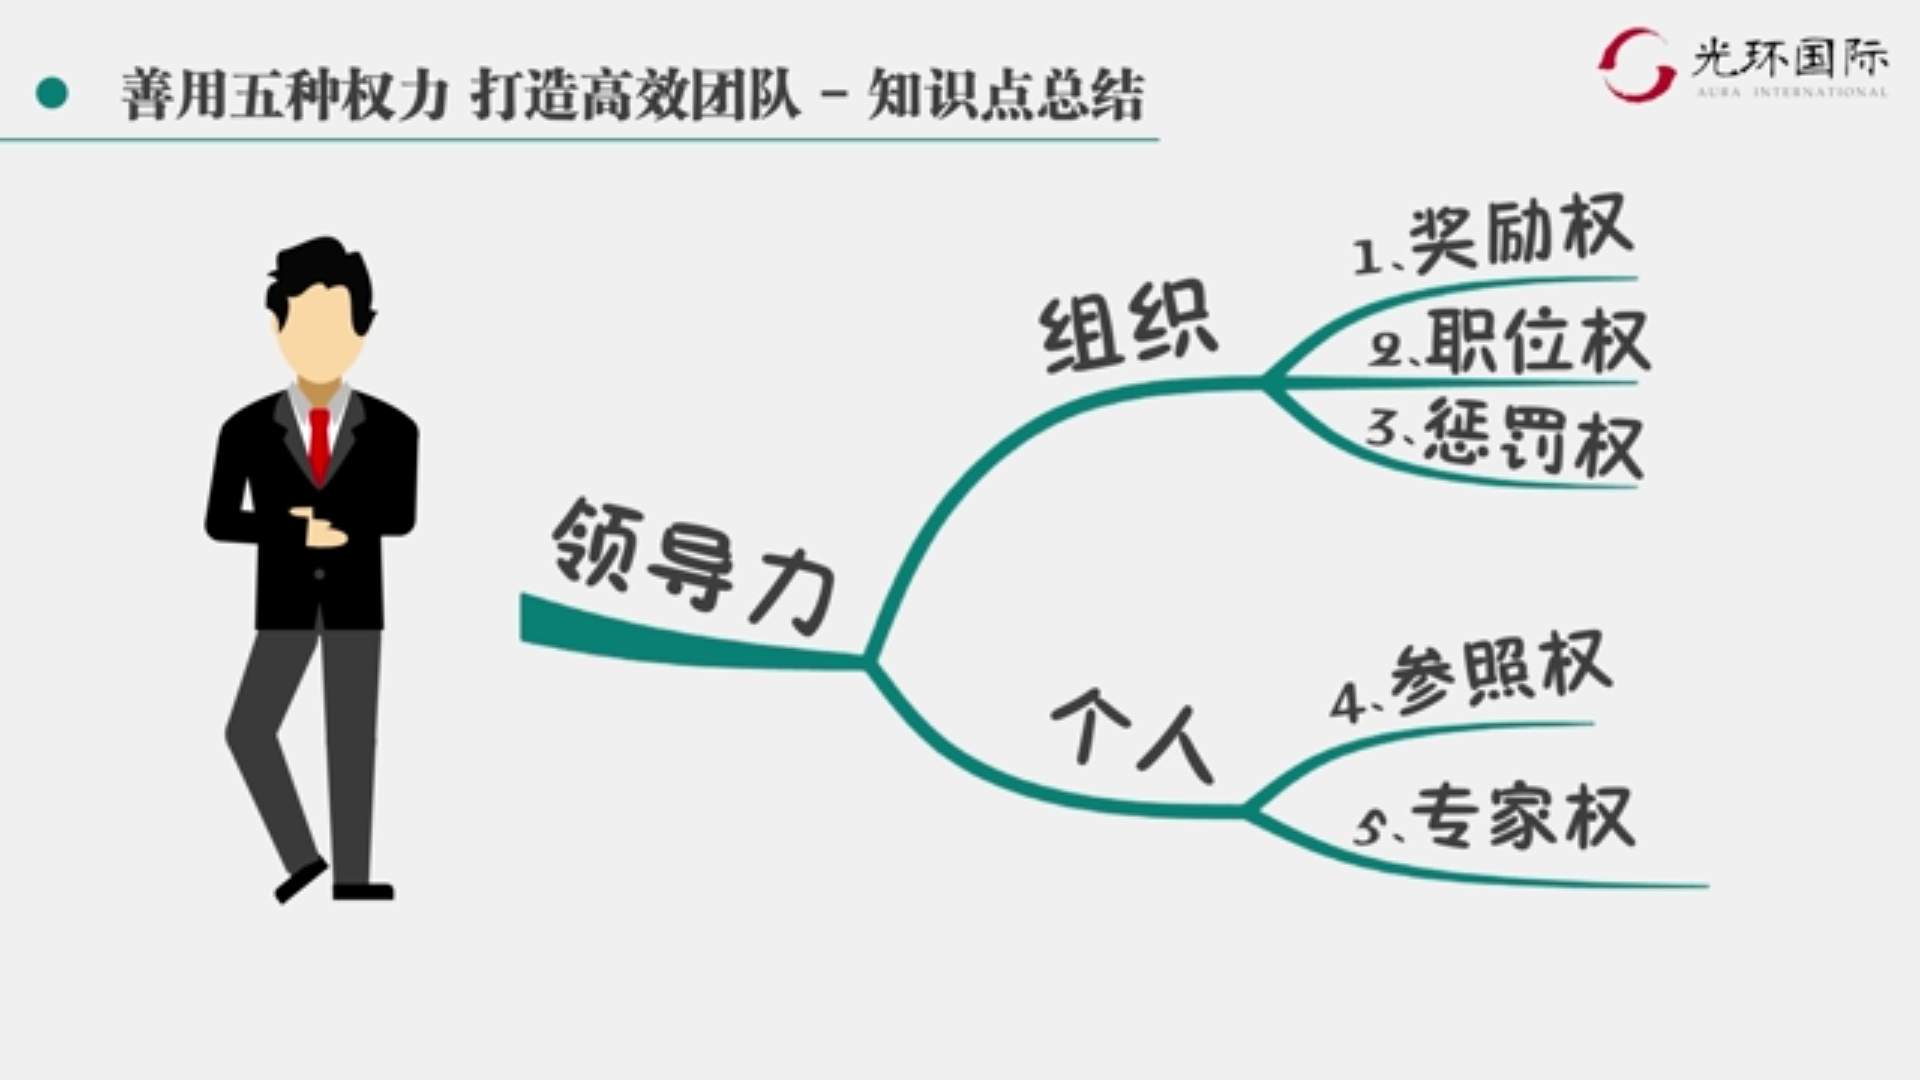 善用五种权力 打造高效团队 - 知识点总结
光环国际
AURA INTERNATIONAL
领导力
组织
1、奖励权
2、职位权
3、惩罚权
个人
4、参照权
5、专家权